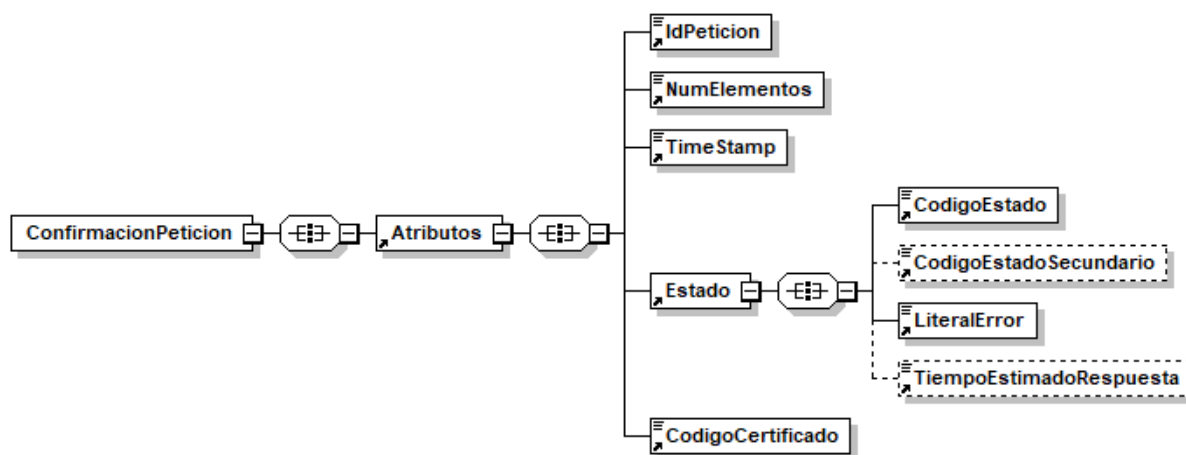 IdPeticion
NumElementos
TimeStamp
ConfirmacionPeticion
Atributos
Estado
CodigoEstado
CodigoEstadoSecundario
LiteralError
TiempoEstimadoRespuesta
CodigoCertificado